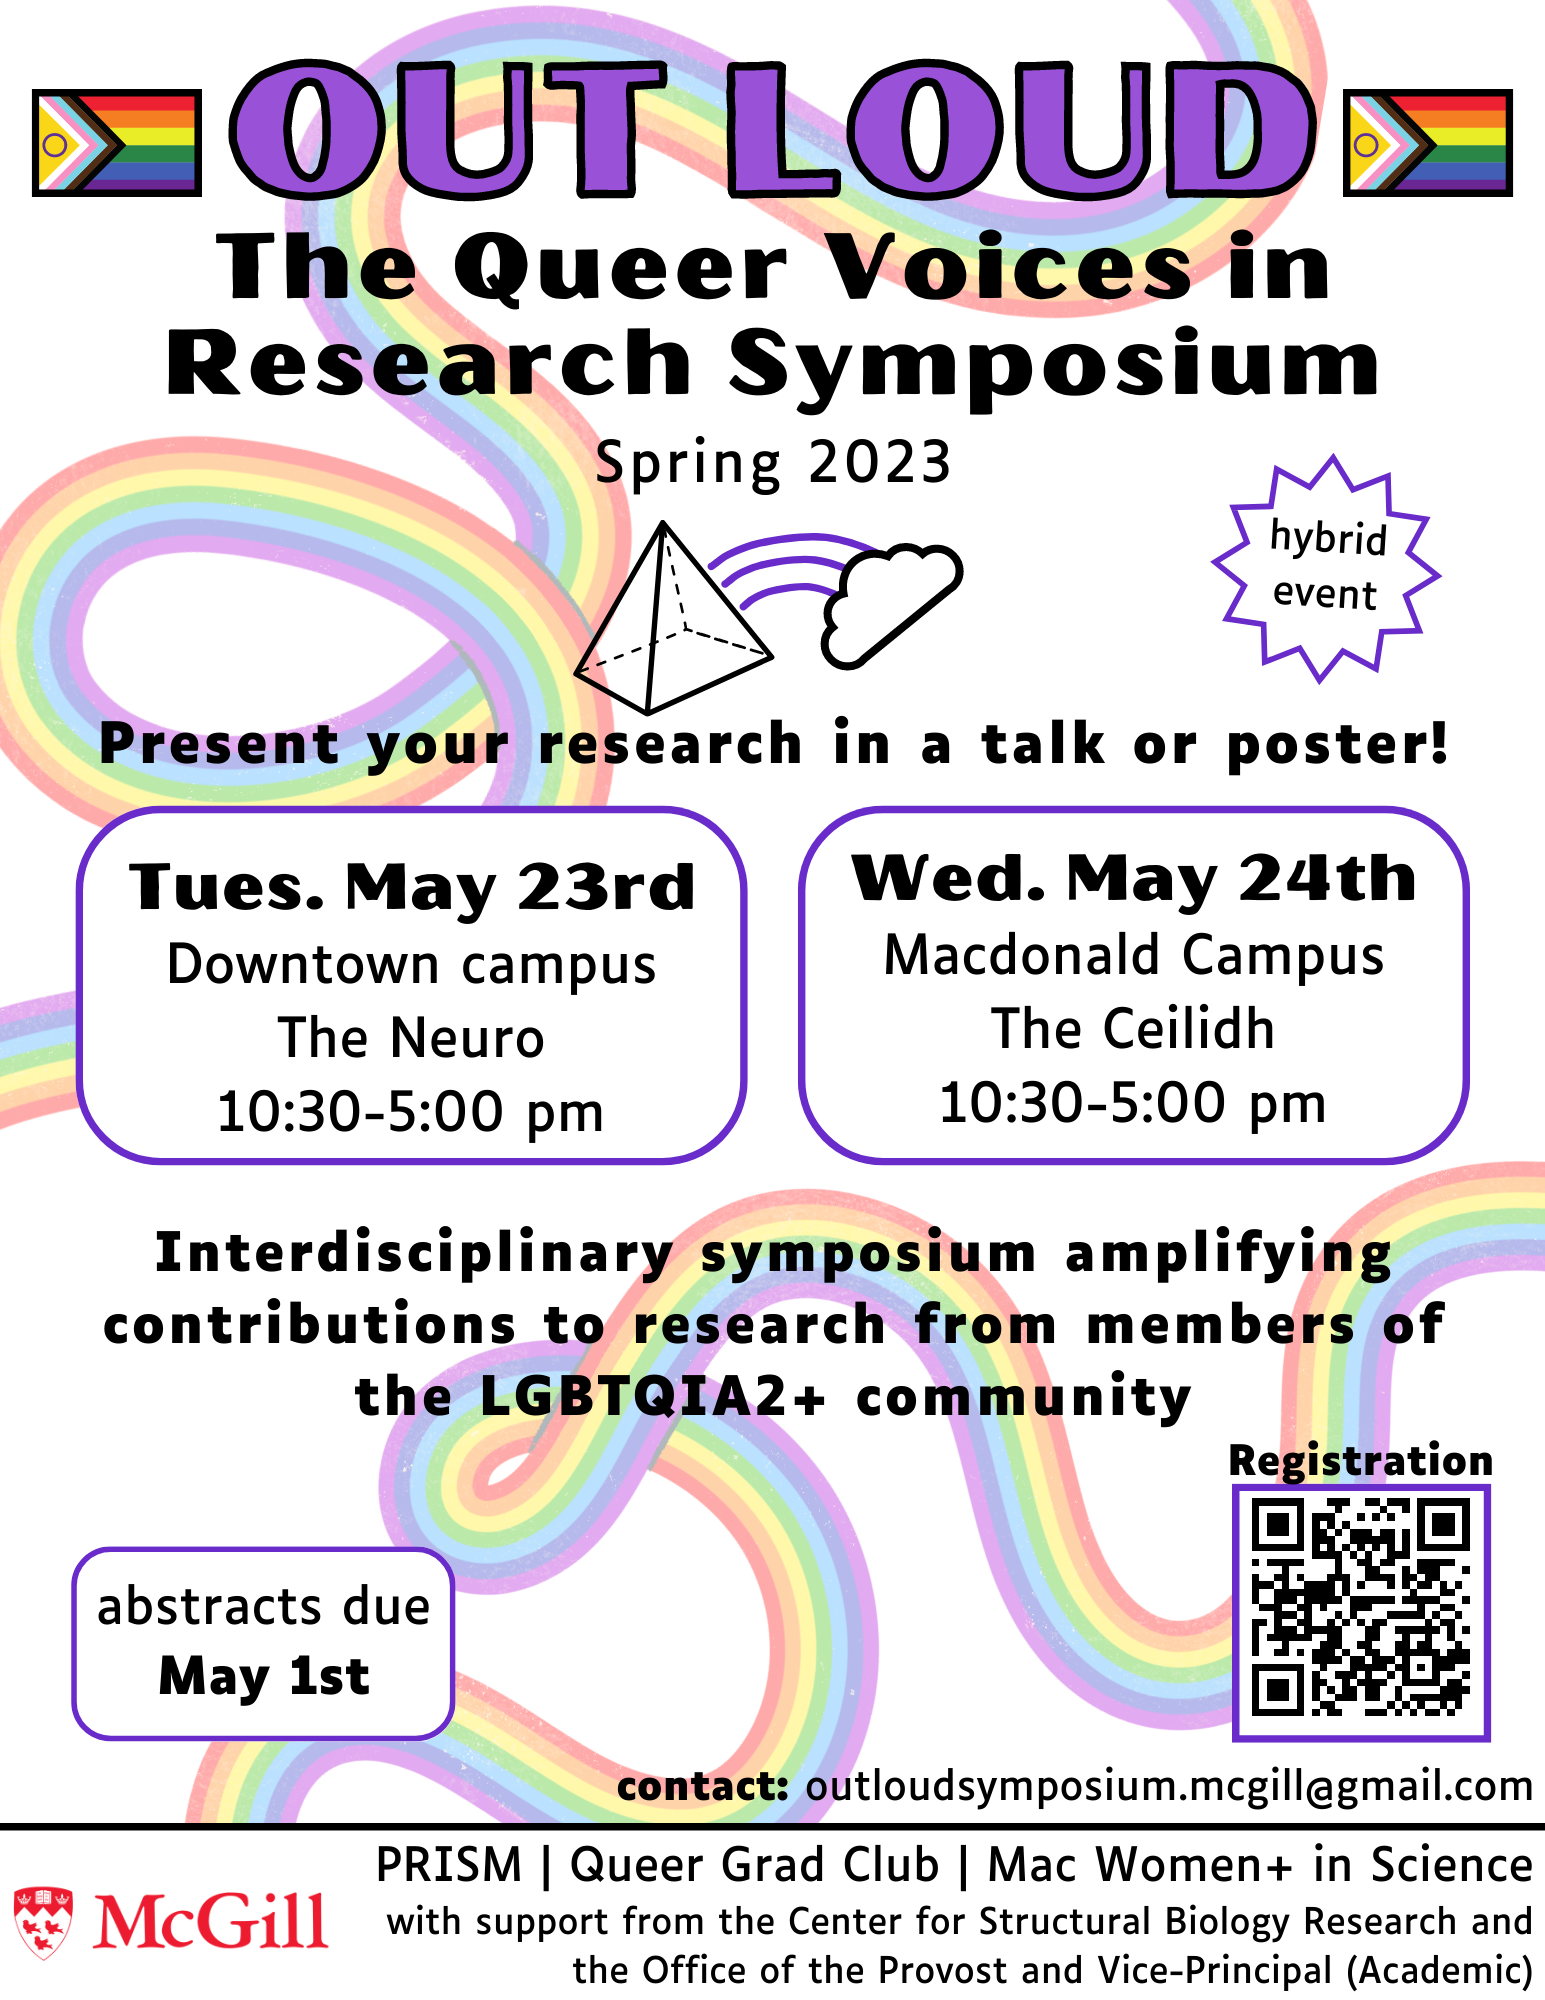 OUT LOUD
The Queer Voices in
Research Symposium
Spring 2023
hybrid
event
Present your research in a talk or poster!
Tues. May 23rd
Downtown campus
The Neuro
10:30-5:00 pm
Wed. May 24th
Macdonald Campus
The Ceilidh
10:30-5:00 pm
Interdisciplinary symposium amplifying
contributions to research from members of
the LGBTQIA2+ community
Registration
abstracts due
May 1st
contact: outloudsymposium.mcgill@gmail.com
PRISM | Queer Grad Club | Mac Women+ in Science
McGill
with support from the Center for Structural Biology Research and
the Office of the Provost and Vice-Principal (Academic)